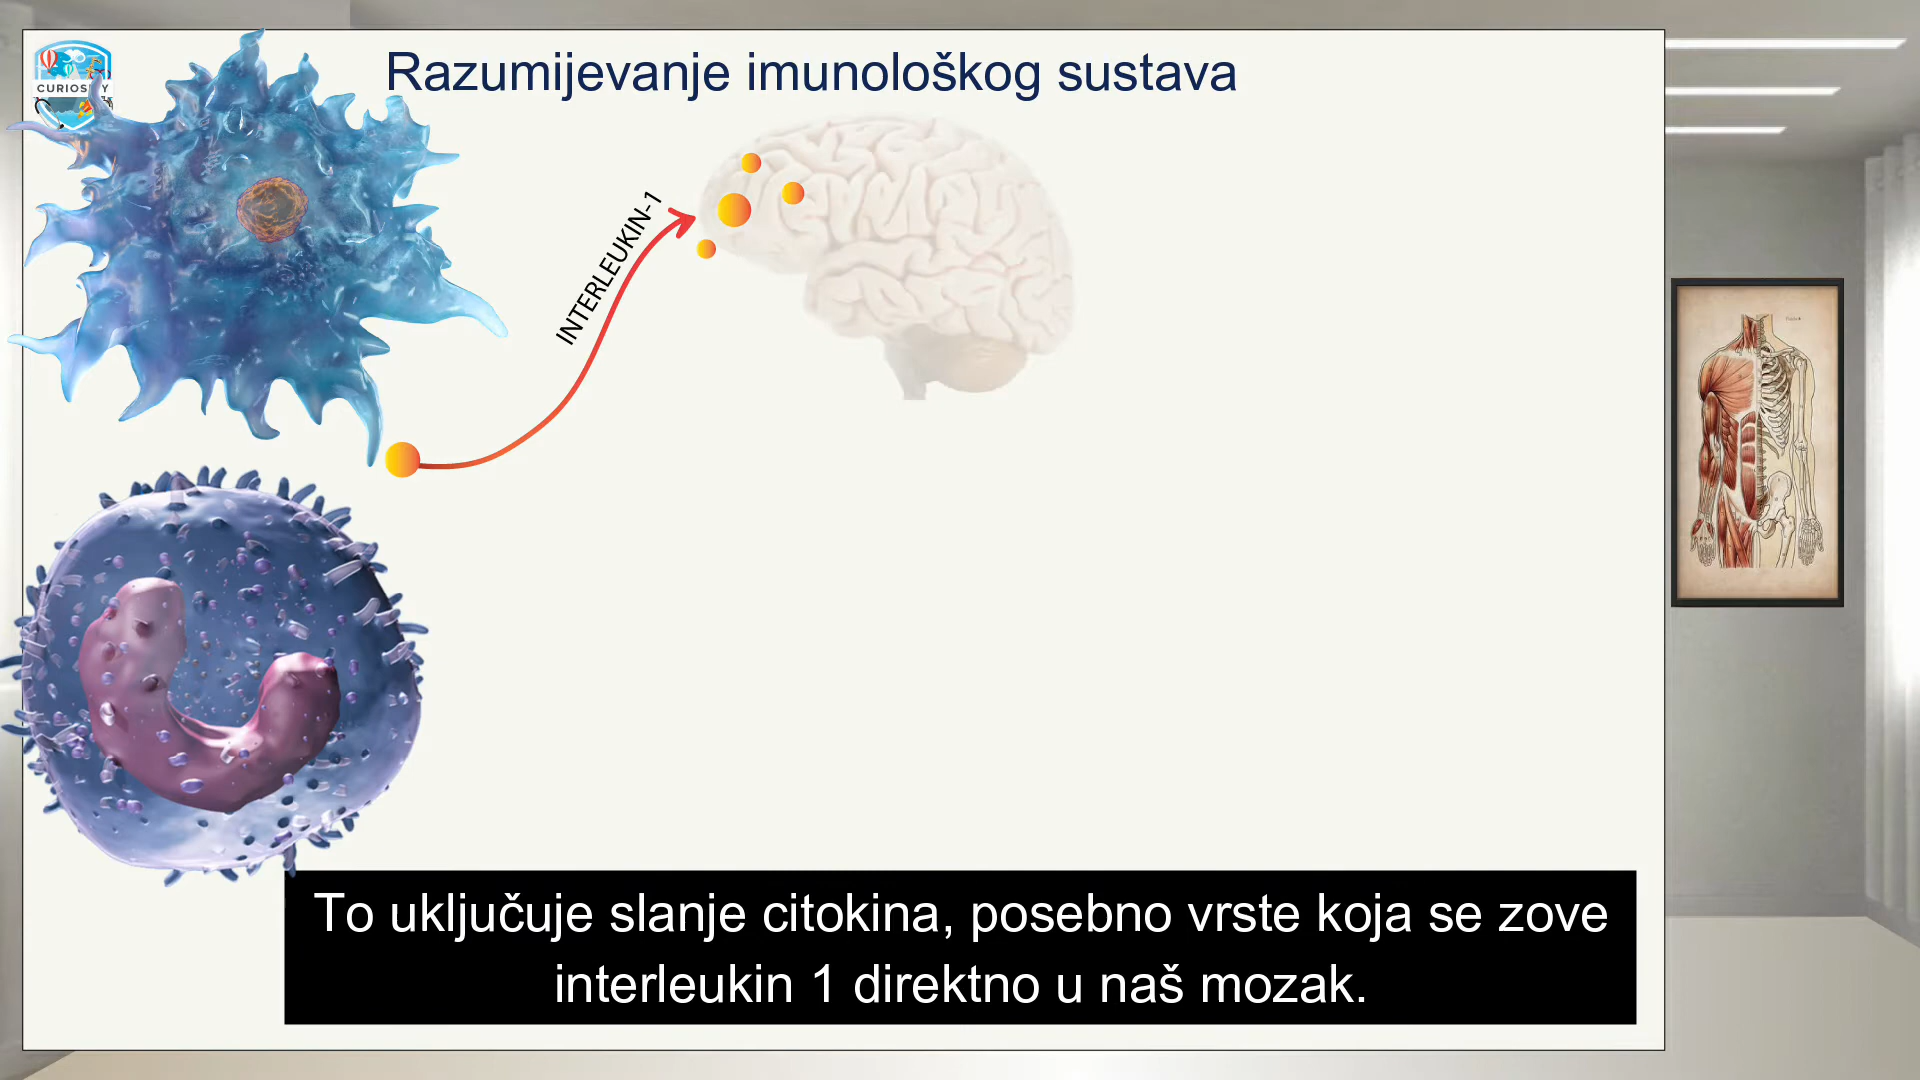 Razumijevanje imunološkog sustava
CURIOSITY
INTERLEUKIN-1
To uključuje slanje citokina, posebno vrste koja se zove
interleukin 1 direktno u naš mozak.